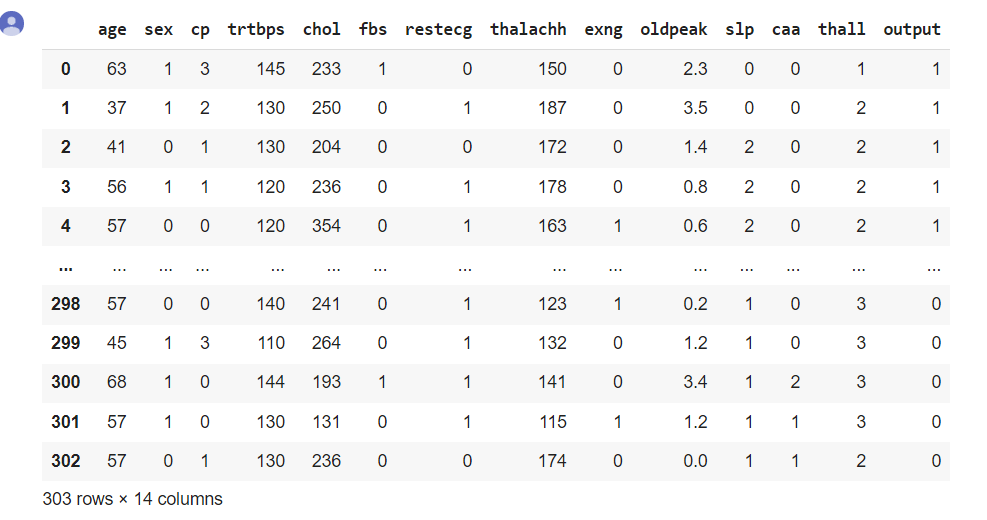 age sex cp trtbps chol fbs restecg thalachh exng oldpeak slp caa thall output
0 63 1 3 145 233 1 0 150 0 2.3 0 0 1 1
1 37 1 2 130 250 0 1 187 0 3.5 0 0 2 1
2 41 0 1 130 204 0 0 172 0 1.4 2 0 2 1
3 56 1 1 120 236 0 1 178 0 0.8 2 0 2 1
4 57 0 0 120 354 0 1 163 1 0.6 2 0 2 1
... ... ... ... ... ... ... ... ... ... ... ... ... ... ...
298 57 0 0 140 241 0 1 123 1 0.2 1 0 3 0
299 45 1 3 110 264 0 1 132 0 1.2 1 0 3 0
300 68 1 0 144 193 1 1 141 0 3.4 1 2 3 0
301 57 1 0 130 131 0 1 115 1 1.2 1 1 3 0
302 57 0 1 130 236 0 0 174 0 0.0 1 1 2 0
303 rows × 14 columns